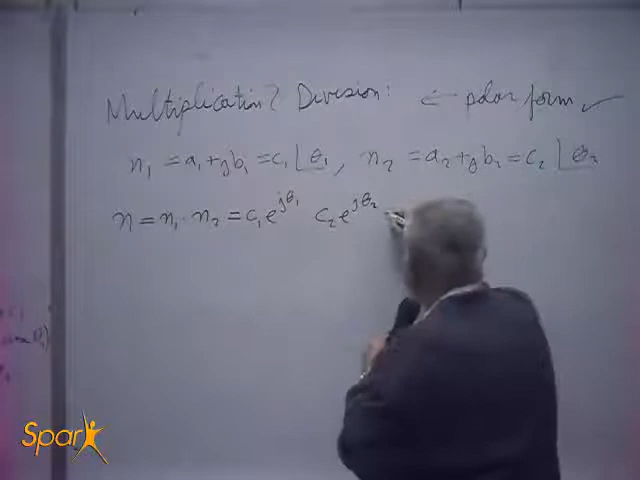 Multiplication & Division: ← polar form ✓
n₁ = a₁ + jb₁ = c₁ ∠θ₁, n₂ = a₂ + jb₂ = c₂ ∠θ₂
n = n₁ · n₂ = c₁e^{jθ₁} c₂e^{jθ₂} =
Spark